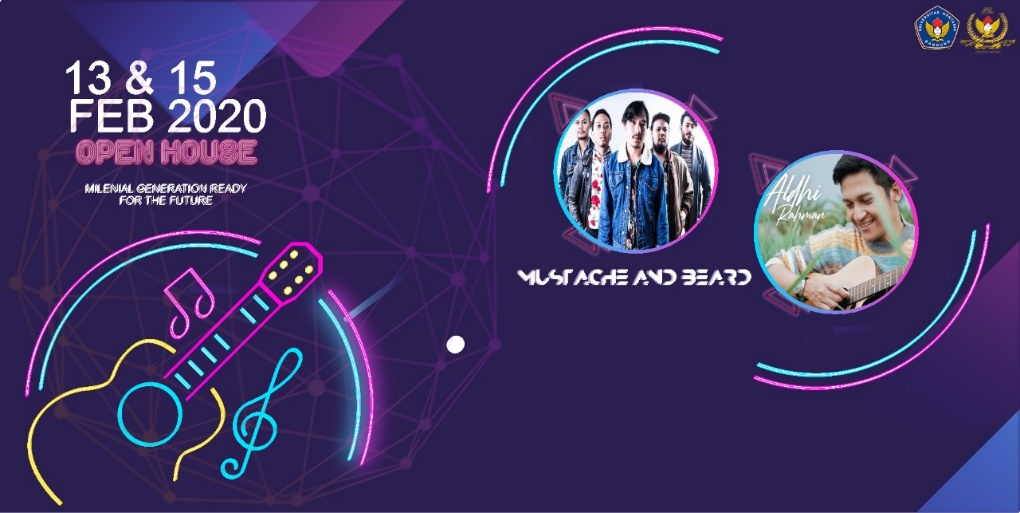 13 & 15
FEB 2020
OPEN HOUSE
MILENIAL GENERATION READY
FOR THE FUTURE
MUSTACHE AND BEARD
Aldhi
Rahman